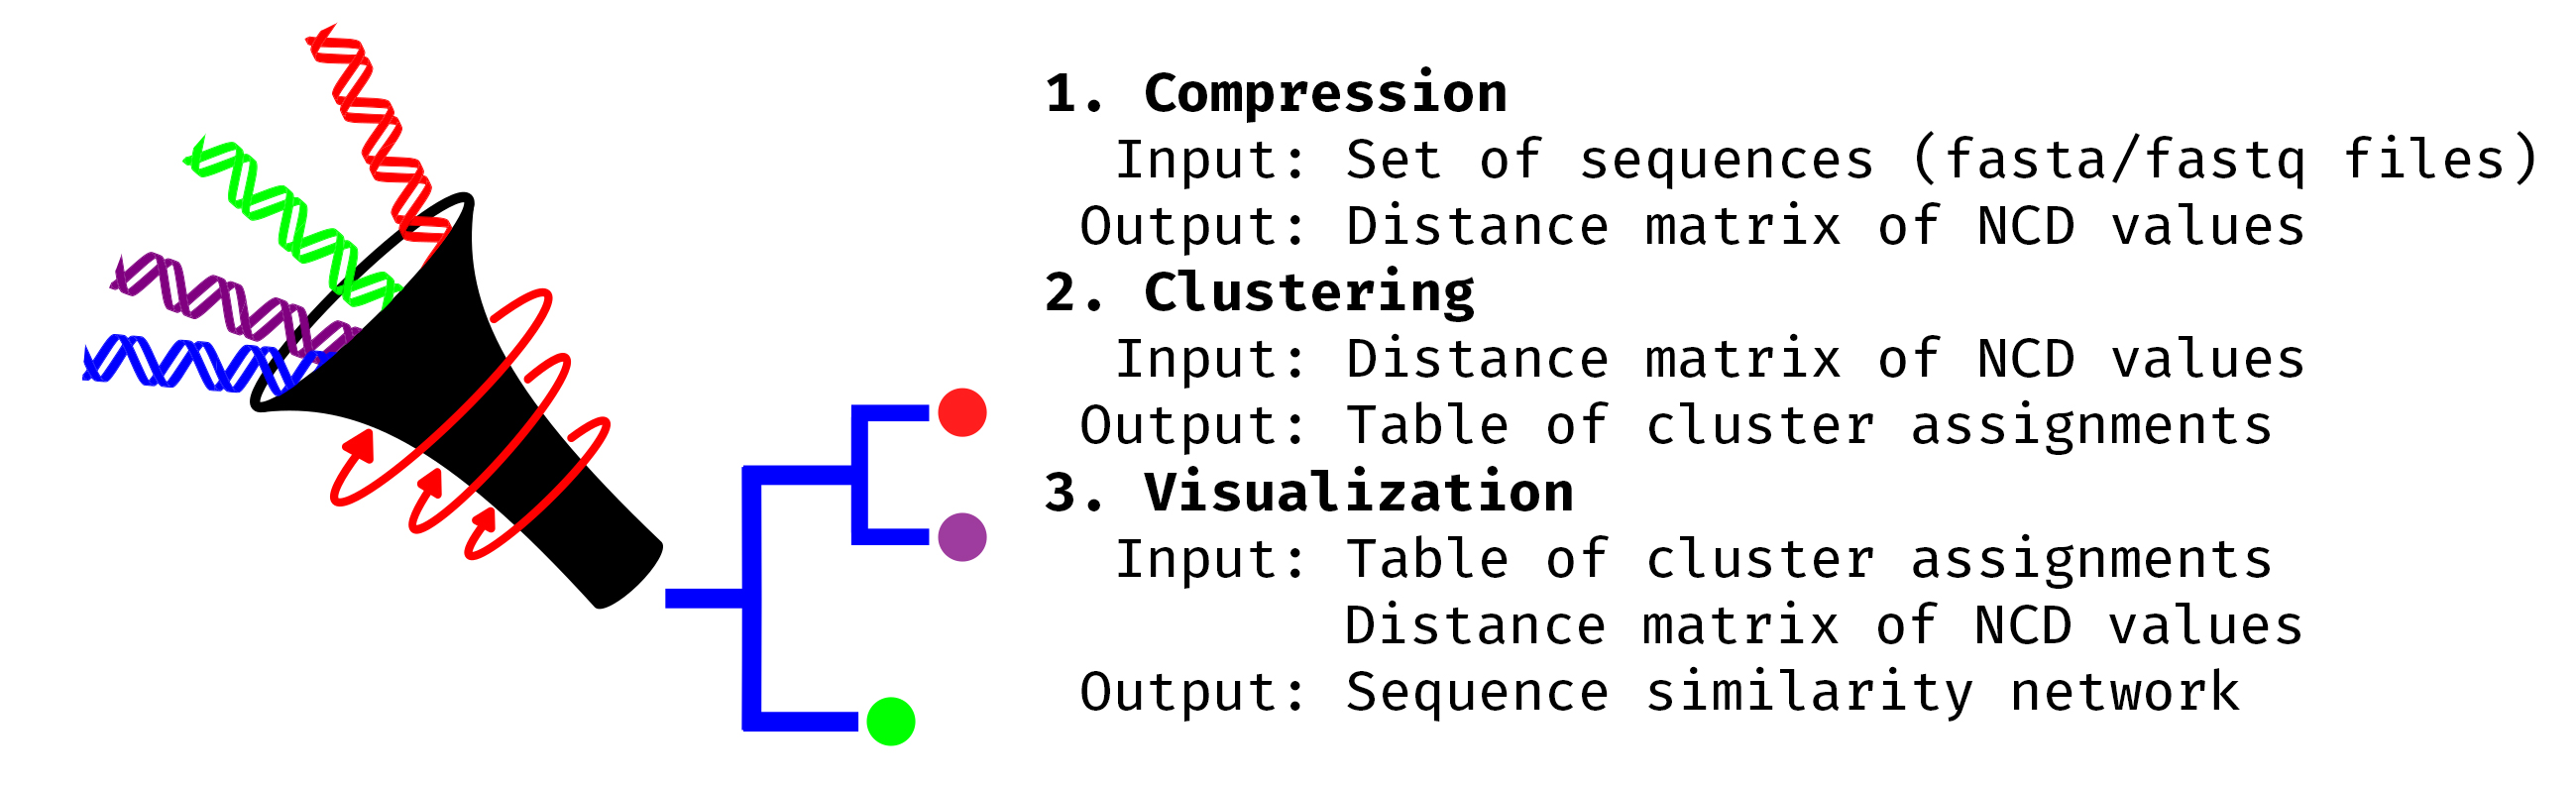 1. Compression
Input: Set of sequences (fasta/fastq files)
Output: Distance matrix of NCD values
2. Clustering
Input: Distance matrix of NCD values
Output: Table of cluster assignments
3. Visualization
Input: Table of cluster assignments
Distance matrix of NCD values
Output: Sequence similarity network